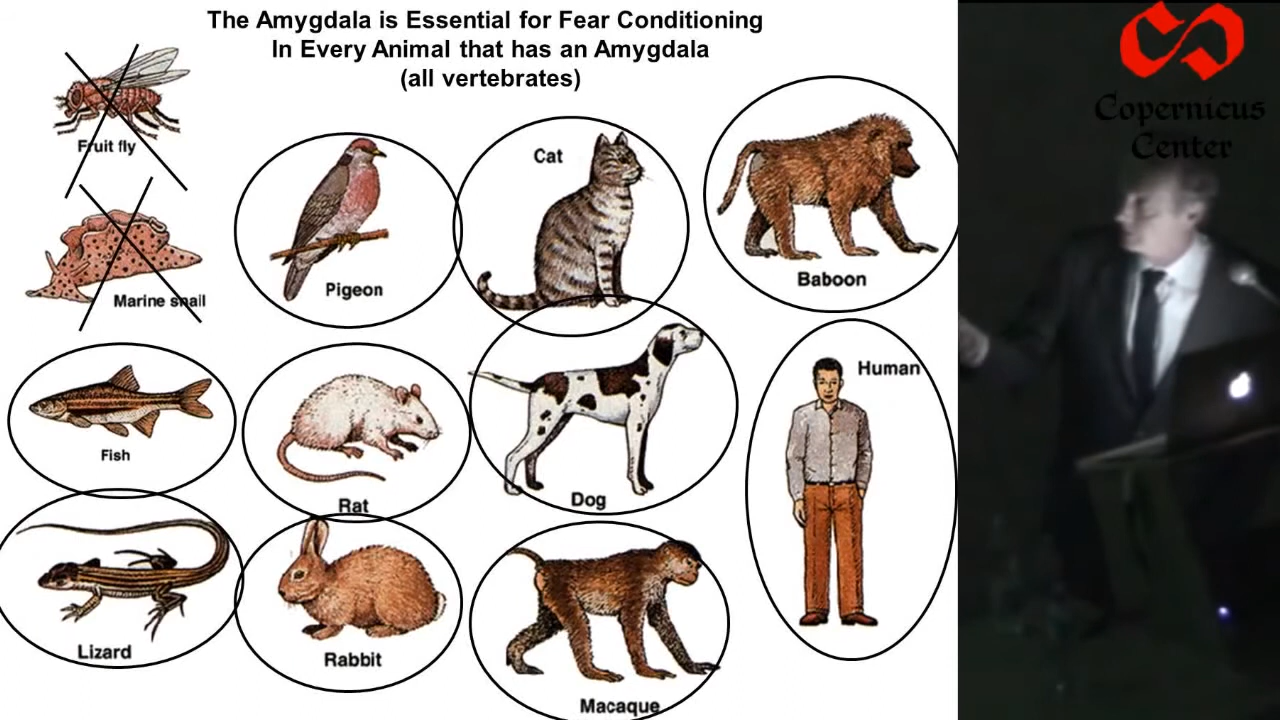 The Amygdala is Essential for Fear Conditioning
In Every Animal that has an Amygdala
(all vertebrates)
Copernicus
Center
Fruit fly
Cat
Marine snail
Pigeon
Baboon
Human
Fish
Rat
Dog
Lizard
Rabbit
Macaque